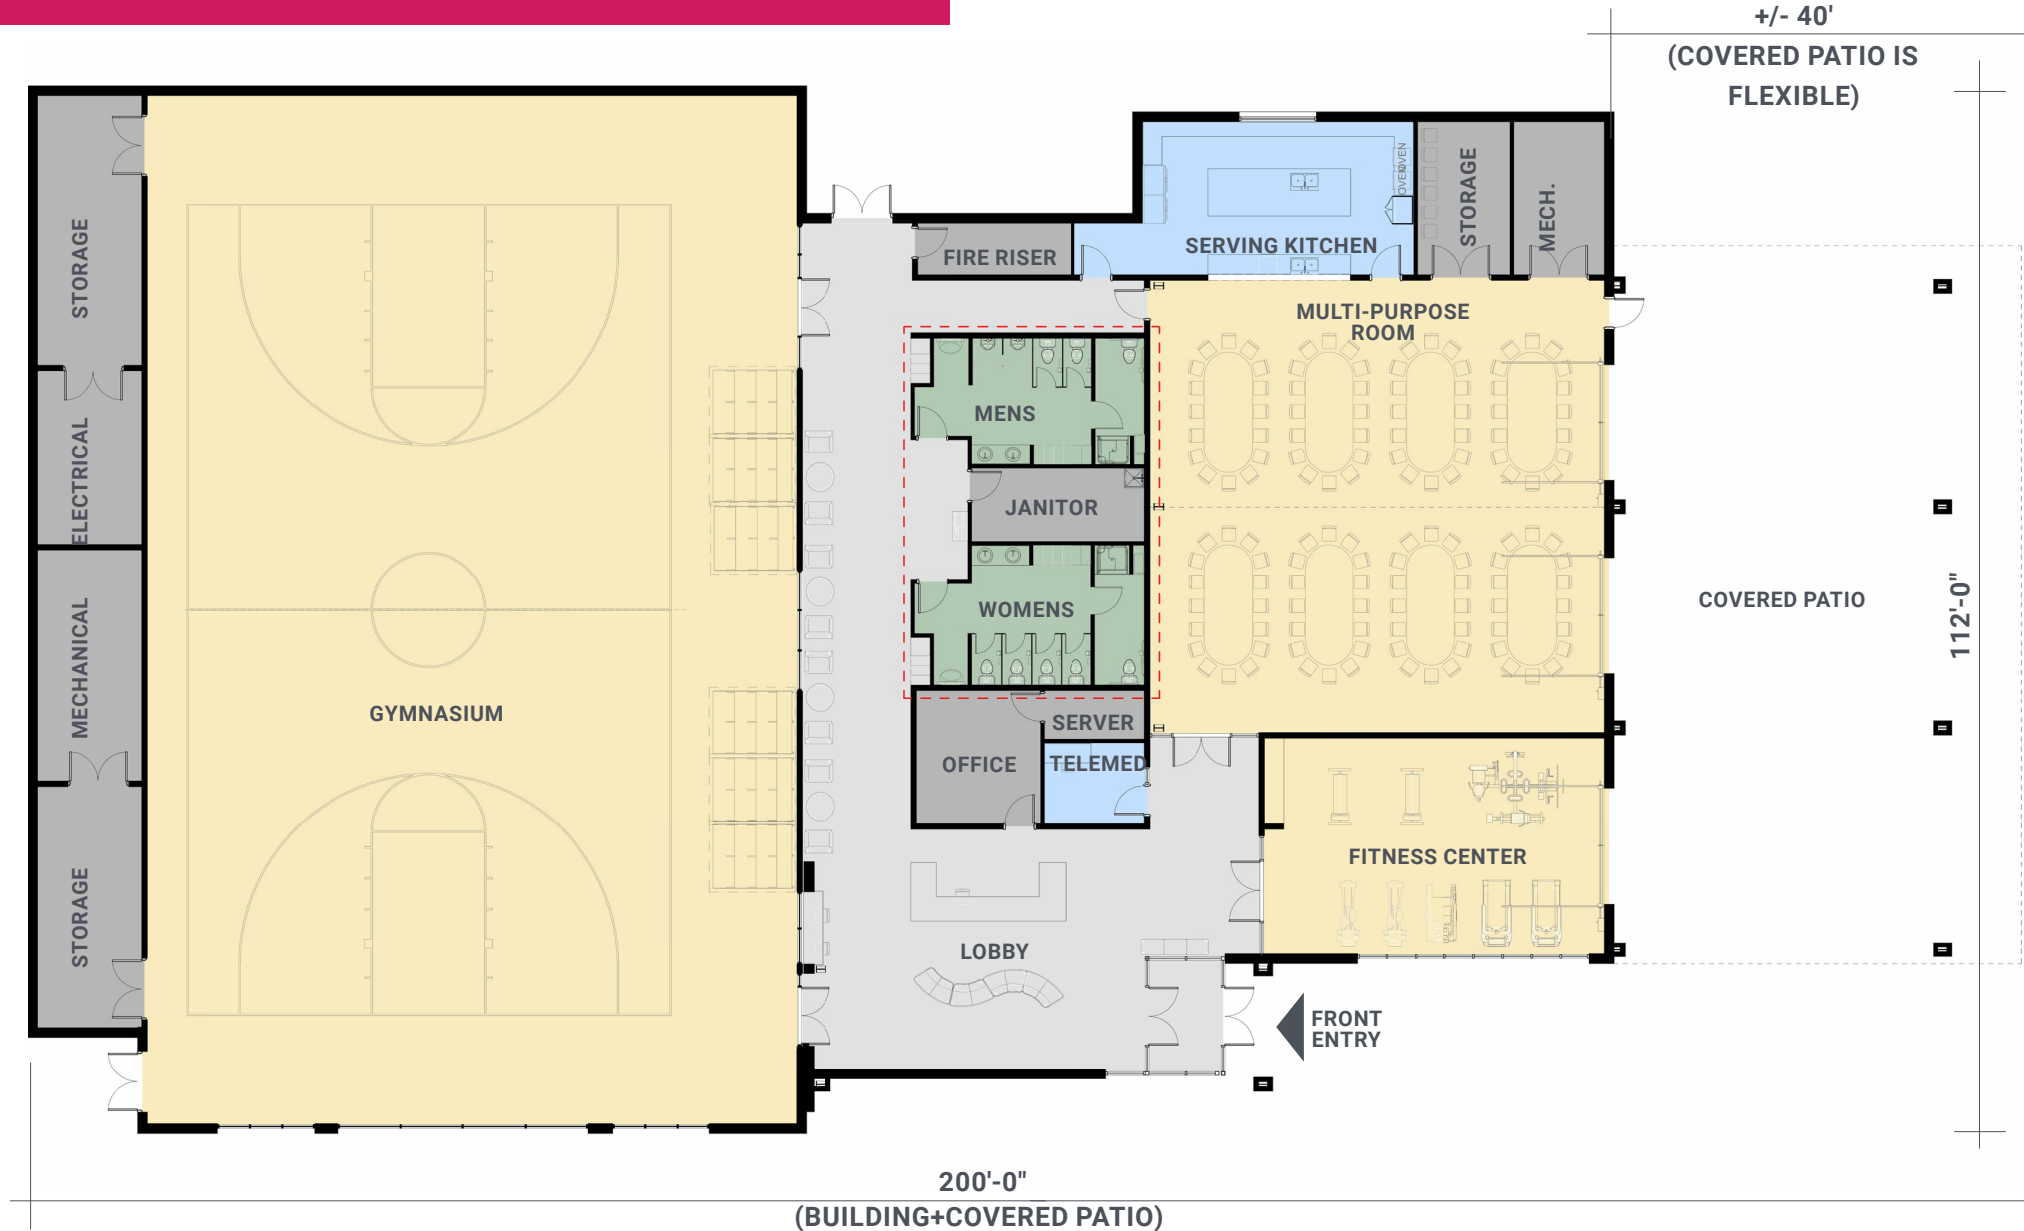 +/- 40'
(COVERED PATIO IS
FLEXIBLE)
STORAGE
ELECTRICAL
MECHANICAL
STORAGE
GYMNASIUM
FIRE RISER
SERVING KITCHEN
OVEN
OVEN
STORAGE
MECH.
MULTI-PURPOSE
ROOM
MENS
JANITOR
WOMENS
SERVER
OFFICE
TELEMED
COVERED PATIO
112'-0"
FITNESS CENTER
LOBBY
FRONT
ENTRY
200'-0"
(BUILDING+COVERED PATIO)